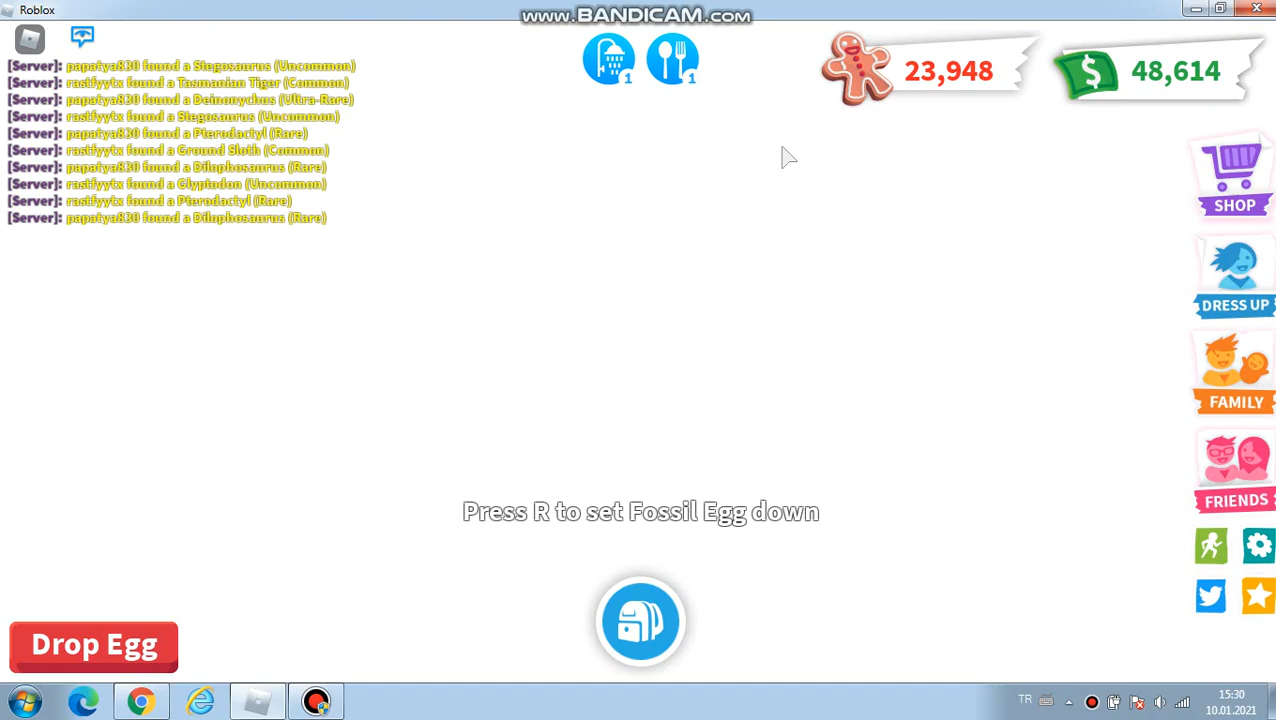 Roblox
www.BANDICAM.com
[Server]: papatya830 found a Stegosaurus (Uncommon)
[Server]: rastfyytx found a Tasmanian Tiger (Common)
[Server]: papatya830 found a Deinonychus (Ultra-Rare)
[Server]: rastfyytx found a Stegosaurus (Uncommon)
[Server]: papatya830 found a Pterodactyl (Rare)
[Server]: rastfyytx found a Ground Sloth (Common)
[Server]: papatya830 found a Dilophosaurus (Rare)
[Server]: rastfyytx found a Glyptodon (Uncommon)
[Server]: rastfyytx found a Pterodactyl (Rare)
[Server]: papatya830 found a Dilophosaurus (Rare)
1
1
23,948
$
48,614
SHOP
DRESS UP
FAMILY
FRIENDS
Press R to set Fossil Egg down
Drop Egg
TR
15:30
10.01.2021